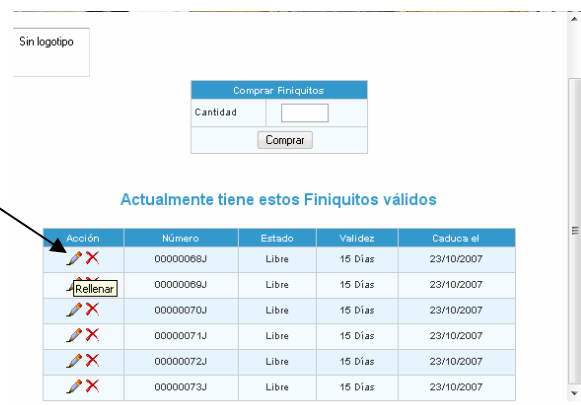 Sin logotipo
Comprar Finiquitos
Cantidad
Comprar
Actualmente tiene estos Finiquitos válidos
Acción Número Estado Validez Caduca el
00000068J Libre 15 Días 23/10/2007
Rellenar 00000069J Libre 15 Días 23/10/2007
00000070J Libre 15 Días 23/10/2007
00000071J Libre 15 Días 23/10/2007
00000072J Libre 15 Días 23/10/2007
00000073J Libre 15 Días 23/10/2007